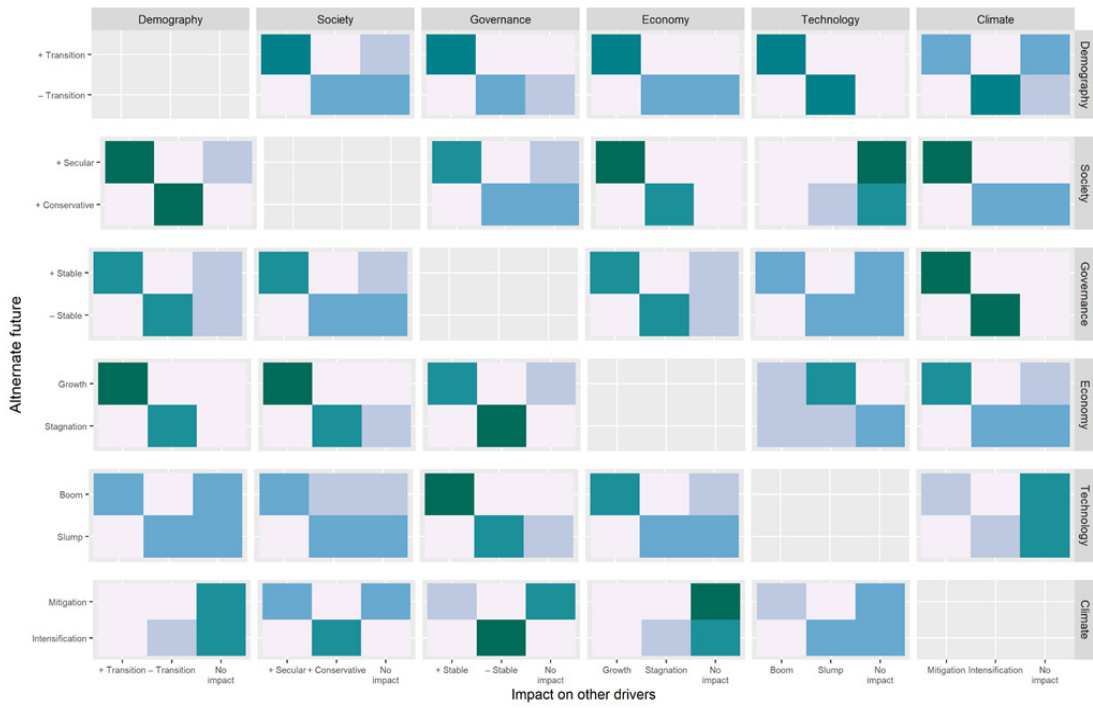 Demography Society Governance Economy Technology Climate
+ Transition
– Transition
Demography
+ Secular
+ Conservative
Society
+ Stable
– Stable
Governance
Altnernate future
Growth
Stagnation
Economy
Boom
Slump
Technology
Mitigation
Intensification
Climate
+ Transition – Transition No impact + Secular + Conservative No impact + Stable – Stable No impact Growth Stagnation No impact Boom Slump No impact Mitigation Intensification No impact
Impact on other drivers